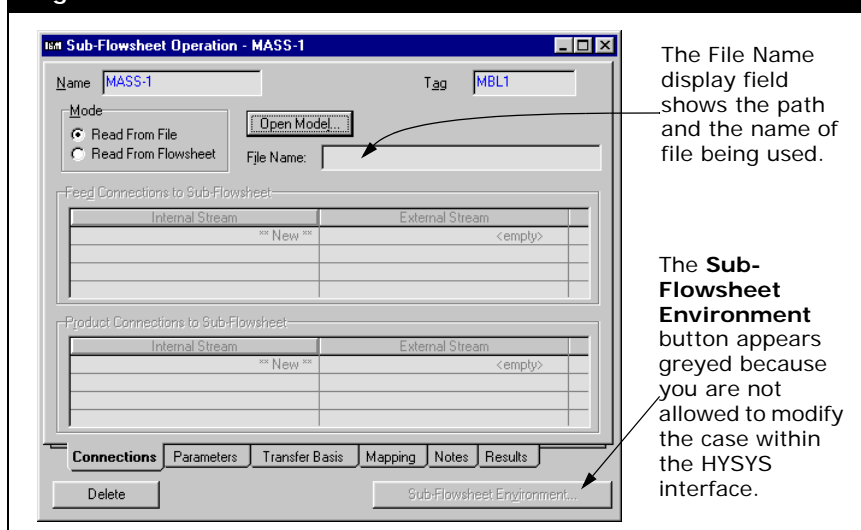 Sub-Flowsheet Operation - MASS-1
Name MASS-1
Tag MBL1
Mode
Read From File
Read From Flowsheet
Open Model...
File Name:
Feed Connections to Sub-Flowsheet
Internal Stream External Stream
** New ** <empty>
Product Connections to Sub-Flowsheet
Internal Stream External Stream
** New ** <empty>
Connections Parameters Transfer Basis Mapping Notes Results
Delete
Sub-Flowsheet Environment...
The File Name
display field
shows the path
and the name of
file being used.
The Sub-
Flowsheet
Environment
button appears
greyed because
you are not
allowed to modify
the case within
the HYSYS
interface.